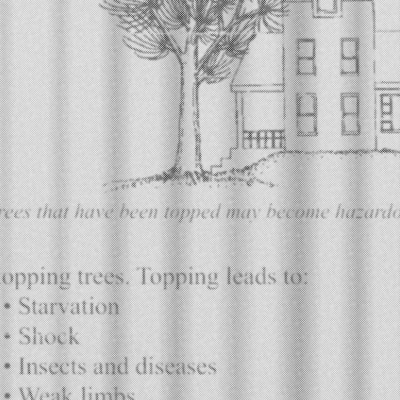 rees that have been topped may become hazardo
opping trees. Topping leads to:
• Starvation
• Shock
• Insects and diseases
• Weak limbs